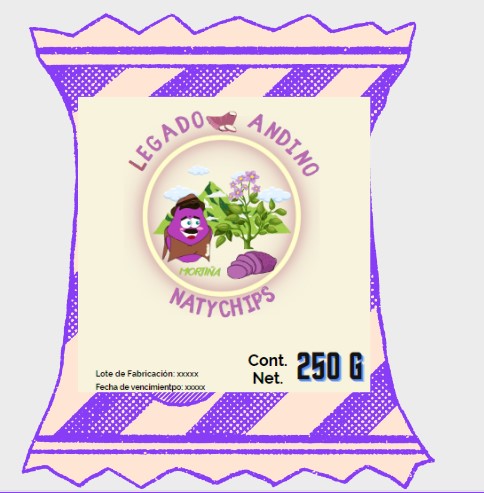 LEGADO ANDINO
MORTIÑA
NATYCHIPS
Cont. 250 G
Net.
Lote de Fabricación: xxxxx
Fecha de vencimientpo: xxxxx